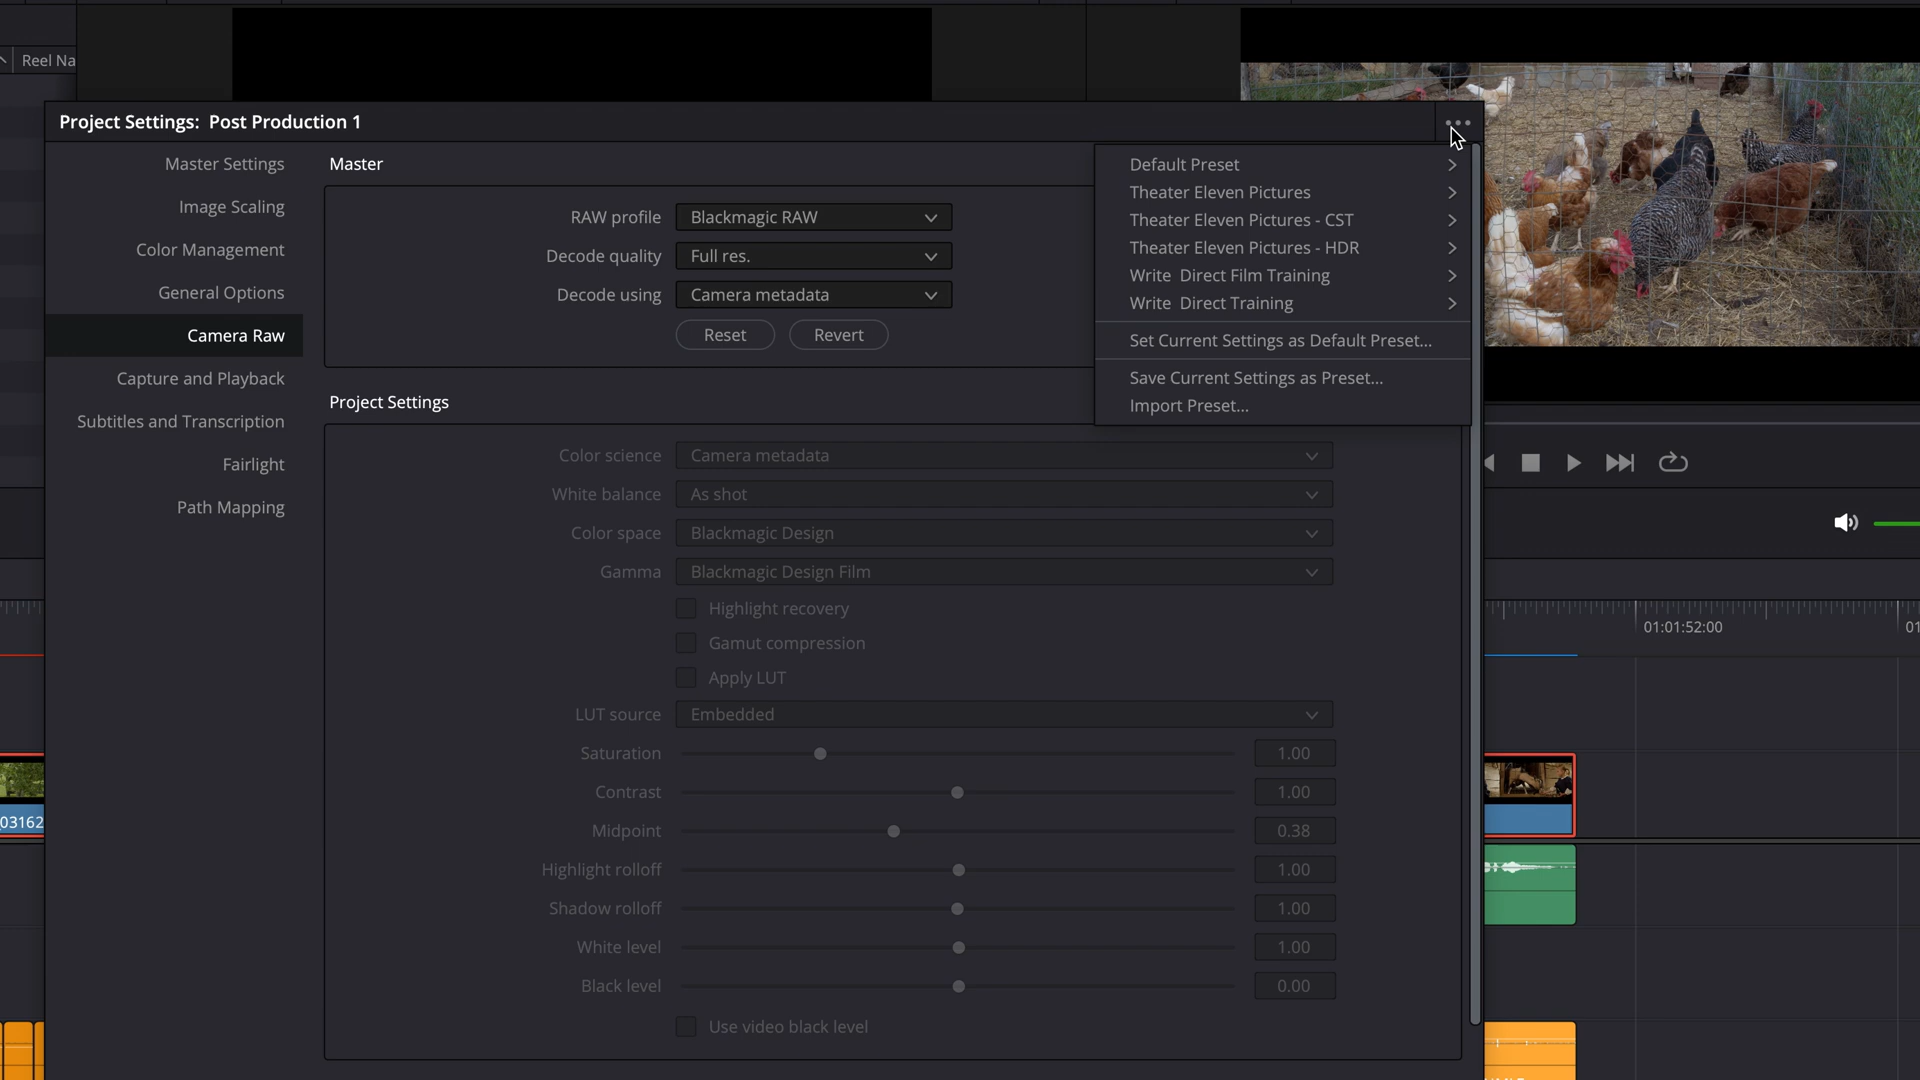 Reel Na
Project Settings: Post Production 1
Master Settings
Image Scaling
Color Management
General Options
Camera Raw
Capture and Playback
Subtitles and Transcription
Fairlight
Path Mapping
Master
RAW profile Blackmagic RAW
Decode quality Full res.
Decode using Camera metadata
Reset Revert
Default Preset
Theater Eleven Pictures
Theater Eleven Pictures - CST
Theater Eleven Pictures - HDR
Write Direct Film Training
Write Direct Training
Set Current Settings as Default Preset...
Save Current Settings as Preset...
Import Preset...
Project Settings
Color science Camera metadata
White balance As shot
Color space Blackmagic Design
Gamma Blackmagic Design Film
Highlight recovery
Gamut compression
Apply LUT
LUT source Embedded
Saturation 1.00
Contrast 1.00
Midpoint 0.38
Highlight rolloff 1.00
Shadow rolloff 1.00
White level 1.00
Black level 0.00
Use video black level
01:01:52:00
01
03162